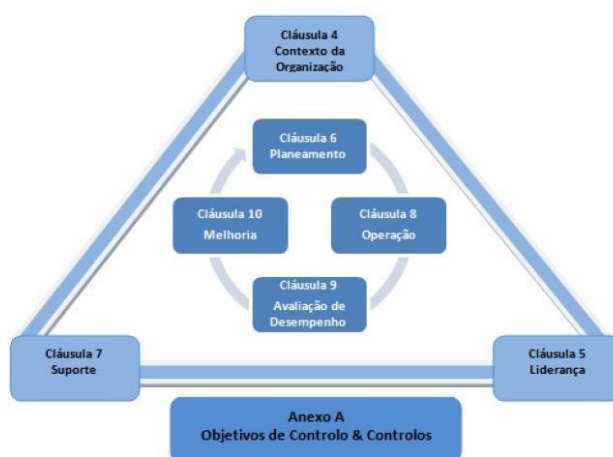 Cláusula 4
Contexto da
Organização
Cláusula 6
Planeamento
Cláusula 10
Melhoria
Cláusula 8
Operação
Cláusula 9
Avaliação de
Desempenho
Cláusula 7
Suporte
Cláusula 5
Liderança
Anexo A
Objetivos de Controlo & Controlos